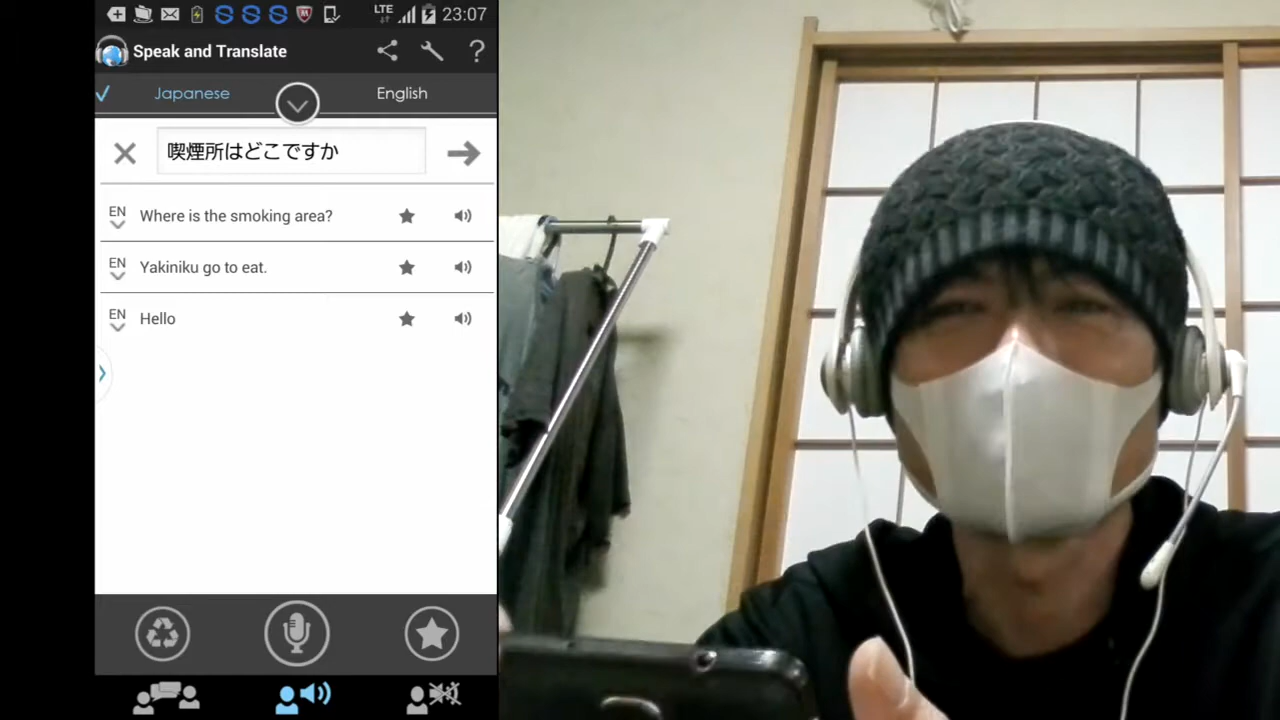 LTE 23:07
Speak and Translate ?
Japanese English
喫煙所はどこですか
EN Where is the smoking area?
EN Yakiniku go to eat.
EN Hello